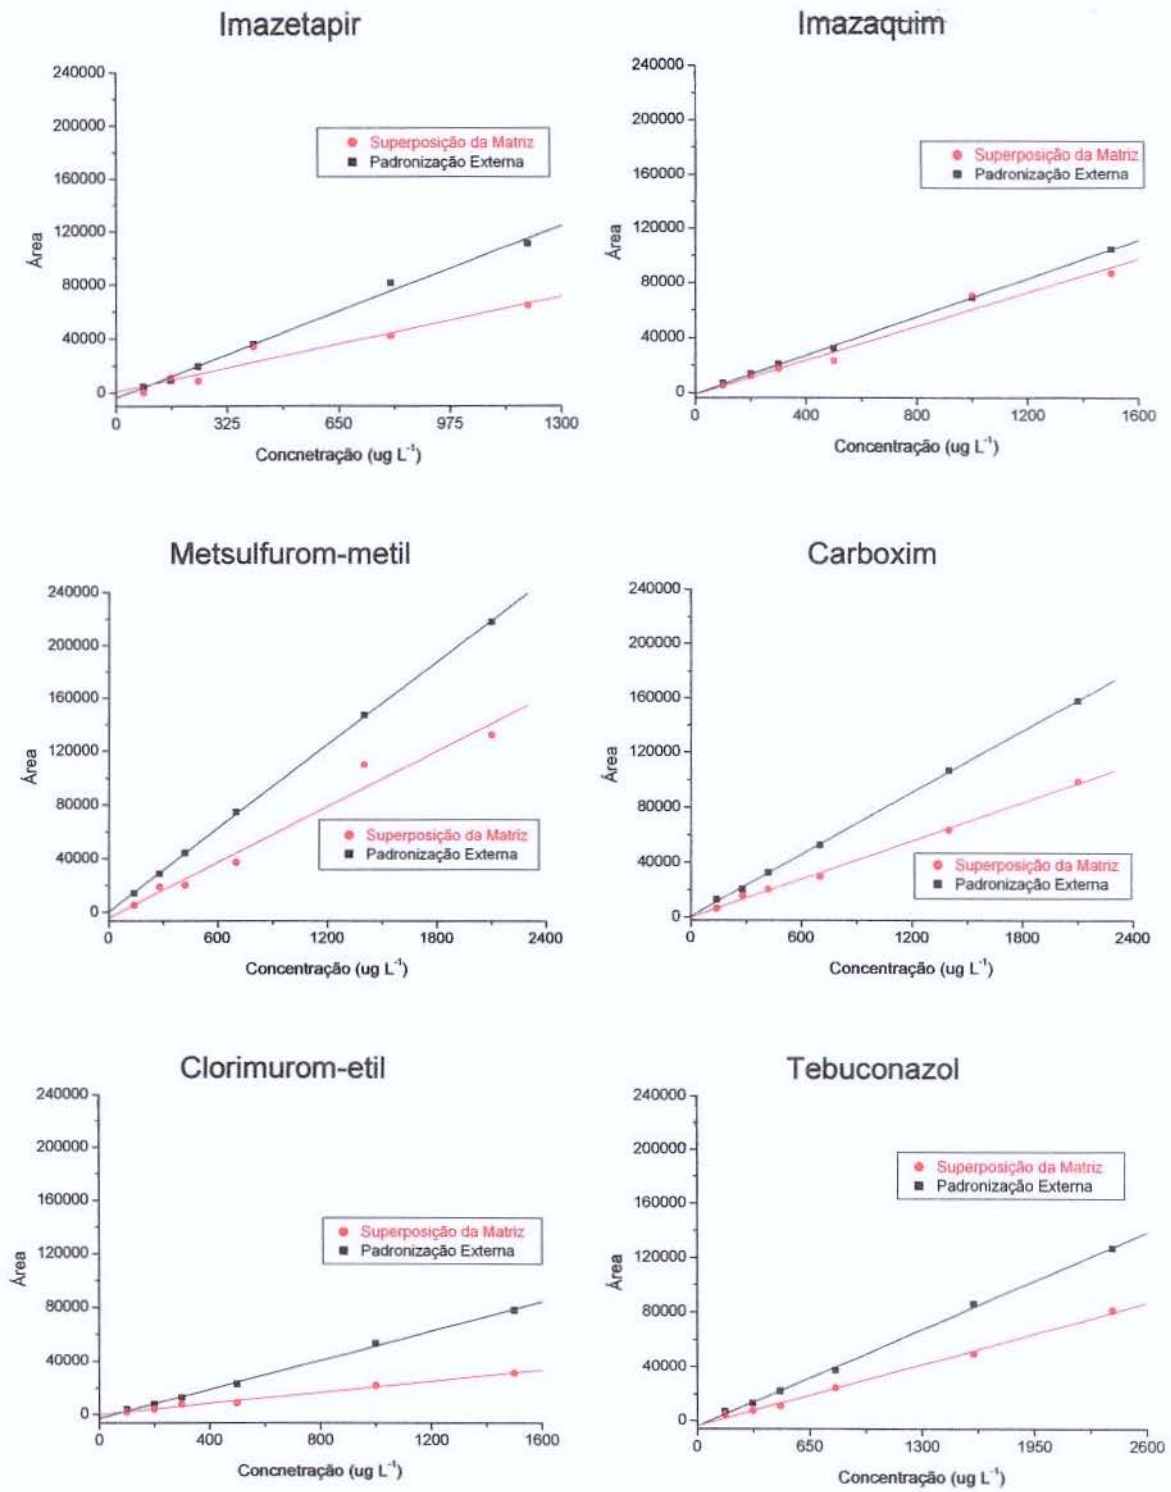 Imazetapir
240000
200000
160000
120000
80000
40000
0
Área
Superposição da Matriz
Padronização Externa
0 325 650 975 1300
Concnetração (ug L⁻¹)
Imazaquim
240000
200000
160000
120000
80000
40000
0
Área
Superposição da Matriz
Padronização Externa
0 400 800 1200 1600
Concentração (ug L⁻¹)
Metsulfurom-metil
240000
200000
160000
120000
80000
40000
0
Área
Superposição da Matriz
Padronização Externa
0 600 1200 1800 2400
Concentração (ug L⁻¹)
Carboxim
240000
200000
160000
120000
80000
40000
0
Área
Superposição da Matriz
Padronização Externa
0 600 1200 1800 2400
Concentração (ug L⁻¹)
Clorimurom-etil
240000
200000
160000
120000
80000
40000
0
Área
Superposição da Matriz
Padronização Externa
0 400 800 1200 1600
Concnetração (ug L⁻¹)
Tebuconazol
240000
200000
160000
120000
80000
40000
0
Área
Superposição da Matriz
Padronização Externa
0 650 1300 1950 2600
Concentração (ug L⁻¹)